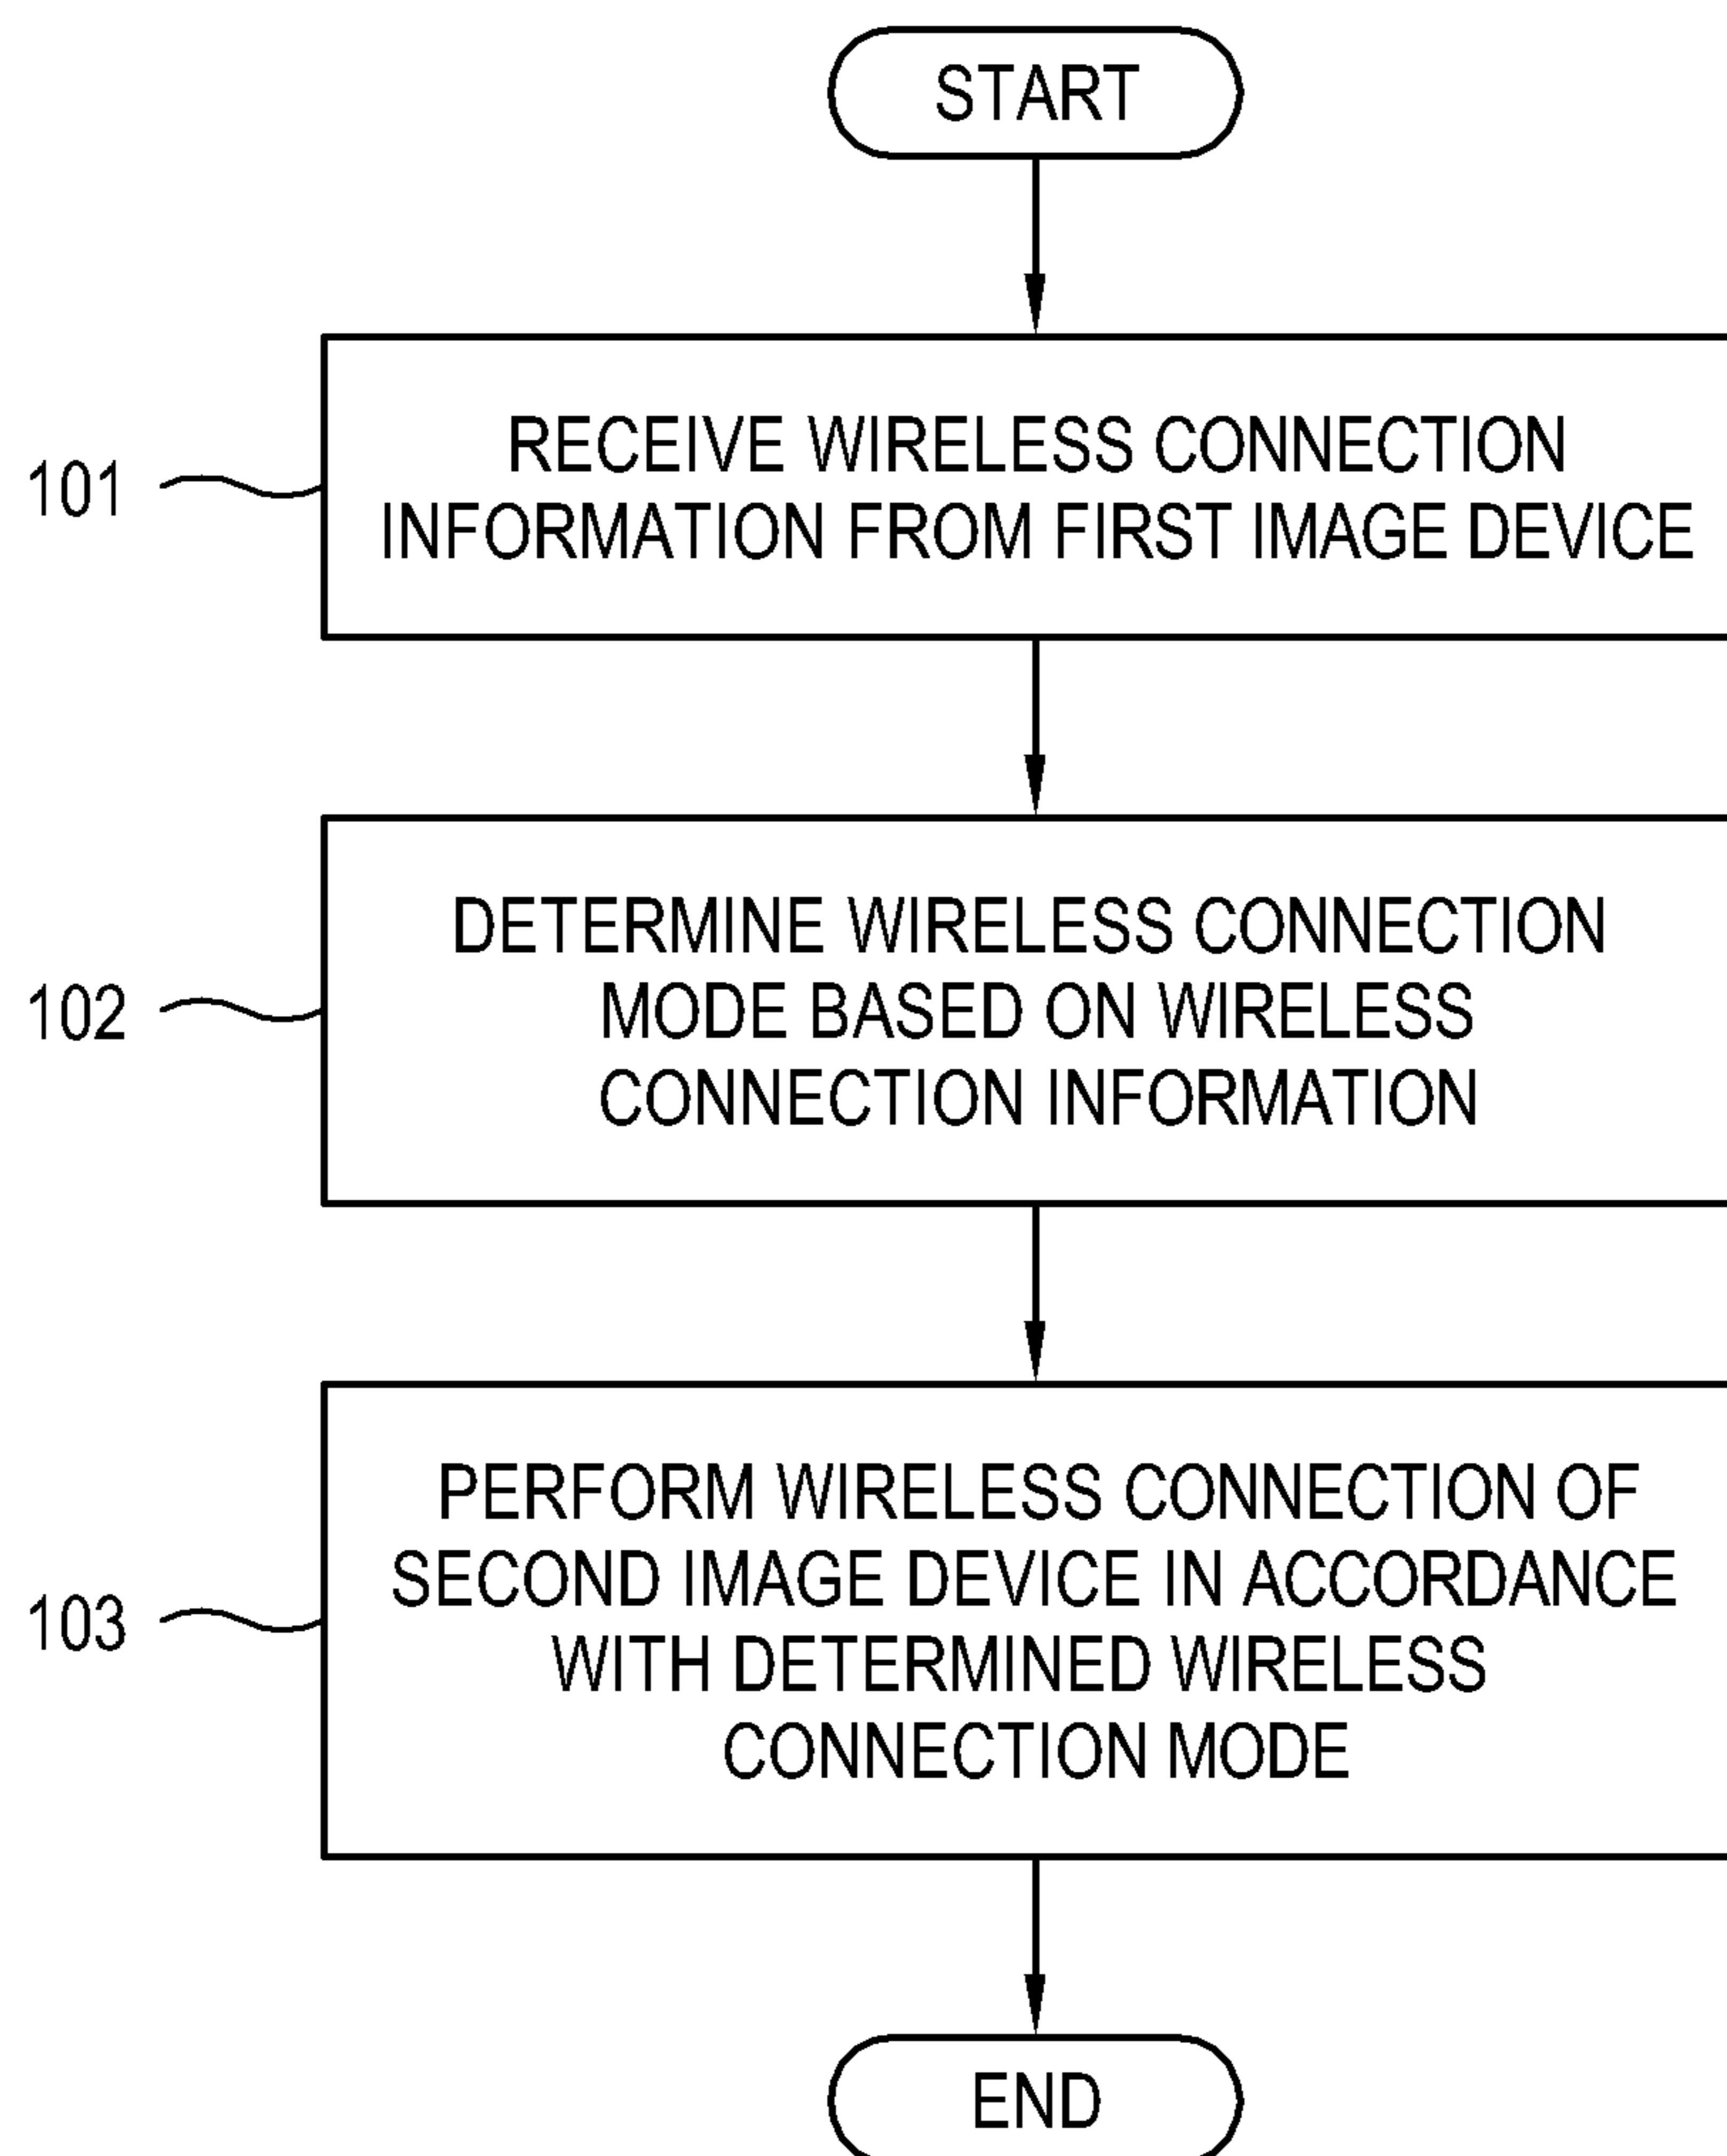 START
101
RECEIVE WIRELESS CONNECTION
INFORMATION FROM FIRST IMAGE DEVICE
102
DETERMINE WIRELESS CONNECTION
MODE BASED ON WIRELESS
CONNECTION INFORMATION
103
PERFORM WIRELESS CONNECTION OF
SECOND IMAGE DEVICE IN ACCORDANCE
WITH DETERMINED WIRELESS
CONNECTION MODE
END